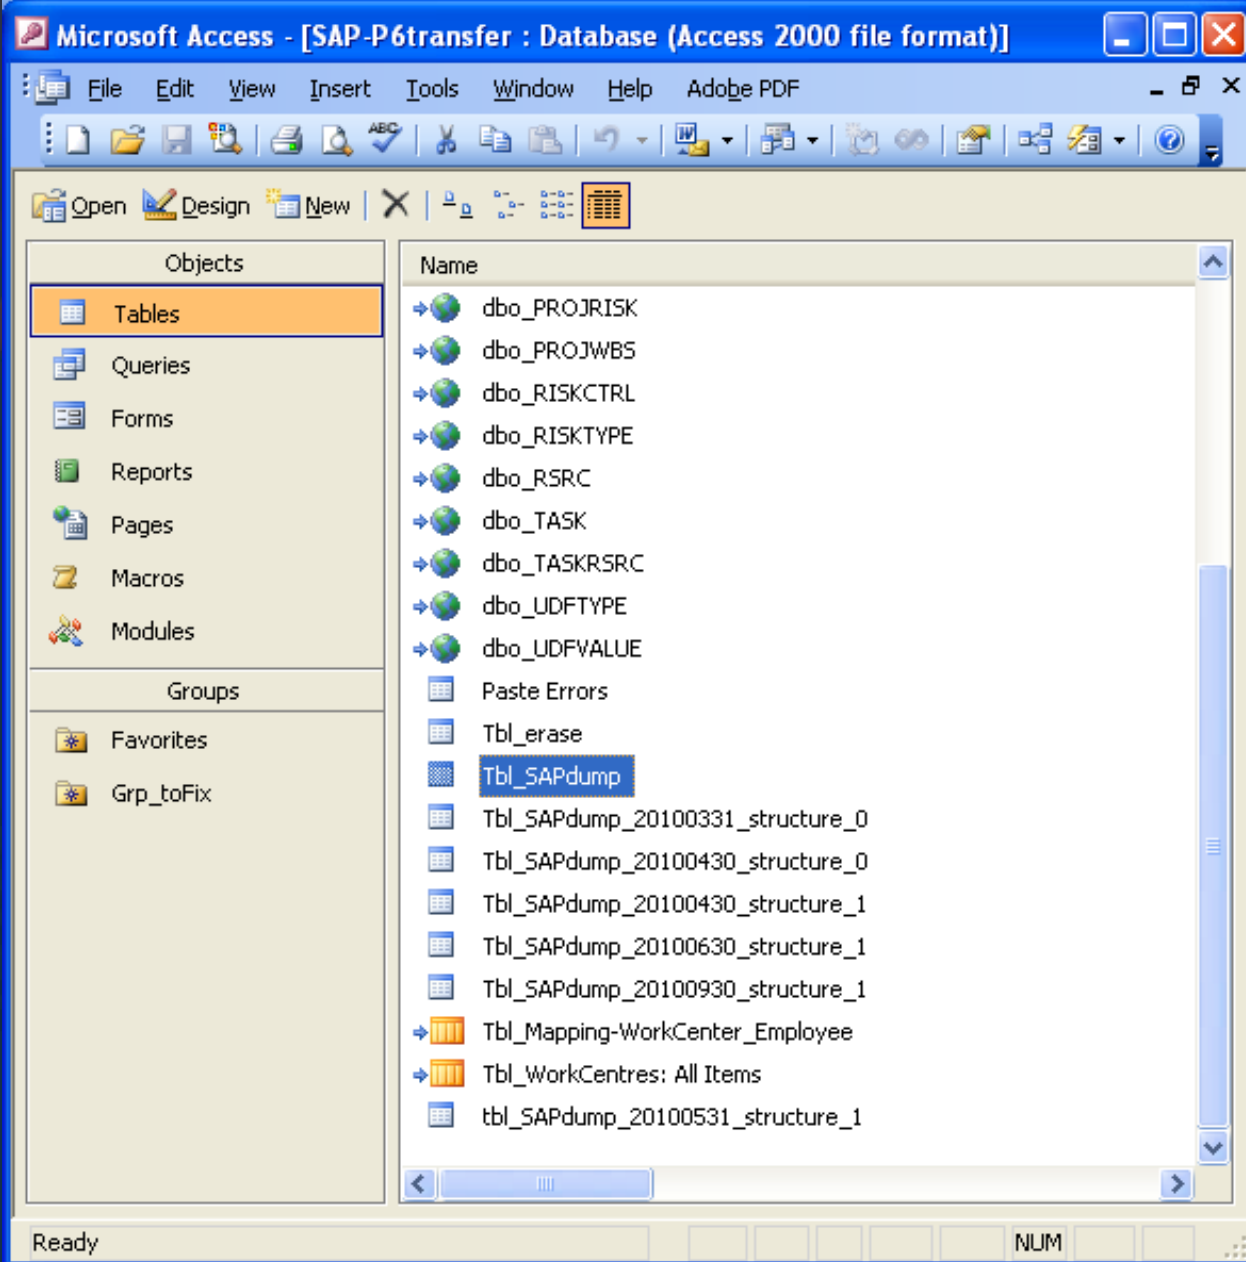 Microsoft Access - [SAP-P6transfer : Database (Access 2000 file format)]
File Edit View Insert Tools Window Help Adobe PDF
ABC
W
Open Design New
Objects
Tables
Queries
Forms
Reports
Pages
Macros
Modules
Groups
Favorites
Grp_toFix
Name
dbo_PROJRISK
dbo_PROJWBS
dbo_RISKCTRL
dbo_RISKTYPE
dbo_RSRC
dbo_TASK
dbo_TASKRSRC
dbo_UDFTYPE
dbo_UDFVALUE
Paste Errors
Tbl_erase
Tbl_SAPdump
Tbl_SAPdump_20100331_structure_0
Tbl_SAPdump_20100430_structure_0
Tbl_SAPdump_20100430_structure_1
Tbl_SAPdump_20100630_structure_1
Tbl_SAPdump_20100930_structure_1
Tbl_Mapping-WorkCenter_Employee
Tbl_WorkCentres: All Items
tbl_SAPdump_20100531_structure_1
Ready NUM